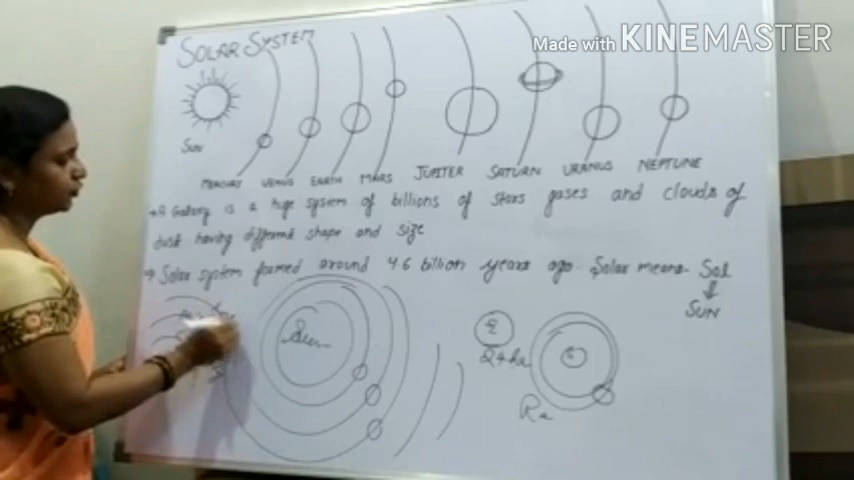 Made with KINEMASTER
SOLAR SYSTEM
SUN
MERCURY VENUS EARTH MARS JUPITER SATURN URANUS NEPTUNE
→ A Galaxy is a huge system of billions of stars gases and clouds of
dust having different shape and size
→ Solar system formed around 4.6 billion years ago. Solar means Sol
SUN
Sun
E
24 hr